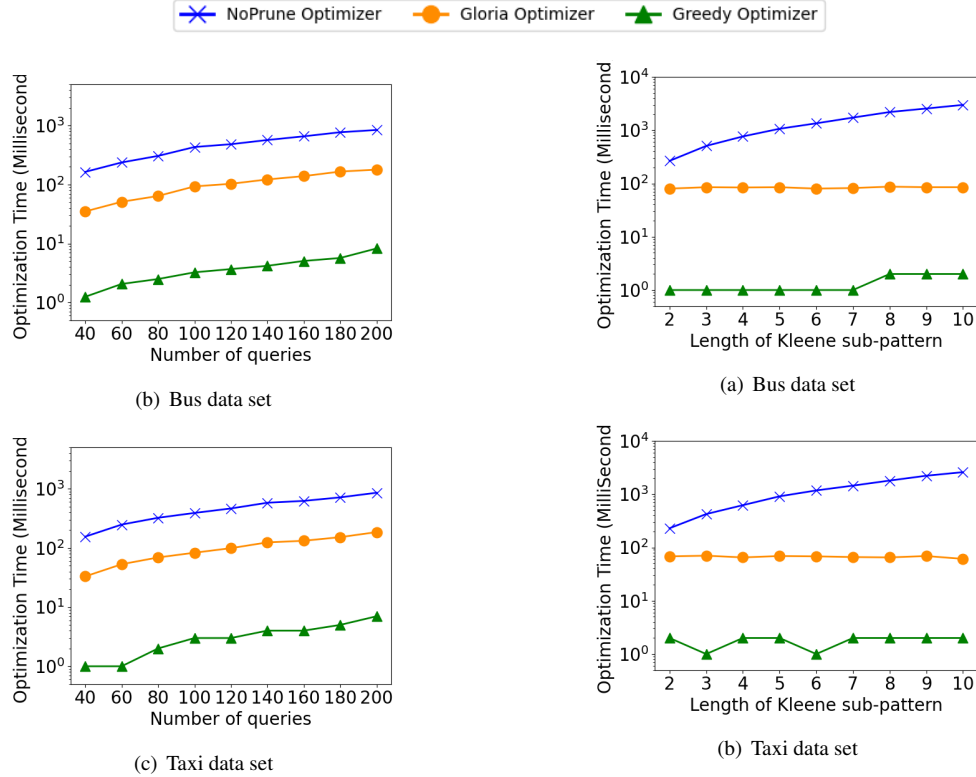 NoPrune Optimizer Gloria Optimizer Greedy Optimizer
Optimization Time (Millisecond
10^3
10^2
10^1
10^0
40 60 80 100 120 140 160 180 200
Number of queries
(b) Bus data set
Optimization Time (Millisecond
10^4
10^3
10^2
10^1
10^0
2 3 4 5 6 7 8 9 10
Length of Kleene sub-pattern
(a) Bus data set
Optimization Time (Millisecond
10^3
10^2
10^1
10^0
40 60 80 100 120 140 160 180 200
Number of queries
(c) Taxi data set
Optimization Time (MilliSecond
10^4
10^3
10^2
10^1
10^0
2 3 4 5 6 7 8 9 10
Length of Kleene sub-pattern
(b) Taxi data set